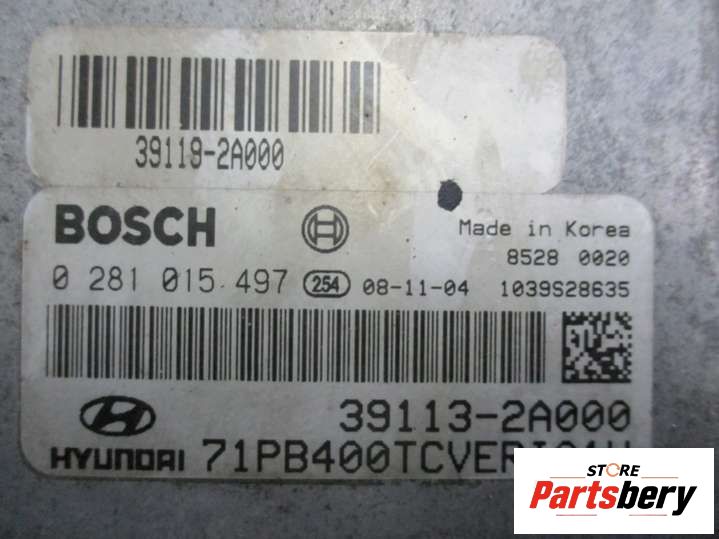 39119-2A000
BOSCH
Made in Korea
8528 0020
0 281 015 497 254 08-11-04 1039S28635
39113-2A000
HYUNDAI
STORE
Partsbery